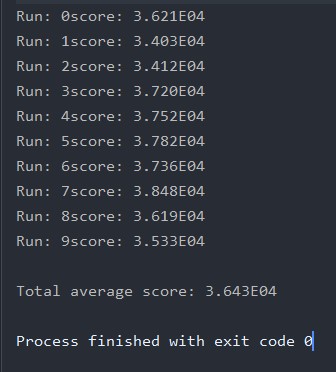 Run: 0score: 3.621E04
Run: 1score: 3.403E04
Run: 2score: 3.412E04
Run: 3score: 3.720E04
Run: 4score: 3.752E04
Run: 5score: 3.782E04
Run: 6score: 3.736E04
Run: 7score: 3.848E04
Run: 8score: 3.619E04
Run: 9score: 3.533E04
Total average score: 3.643E04
Process finished with exit code 0